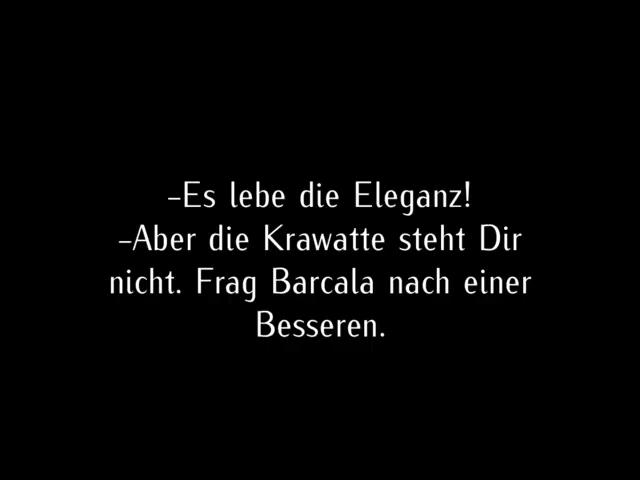 -Es lebe die Eleganz!
-Aber die Krawatte steht Dir
nicht. Frag Barcala nach einer
Besseren.